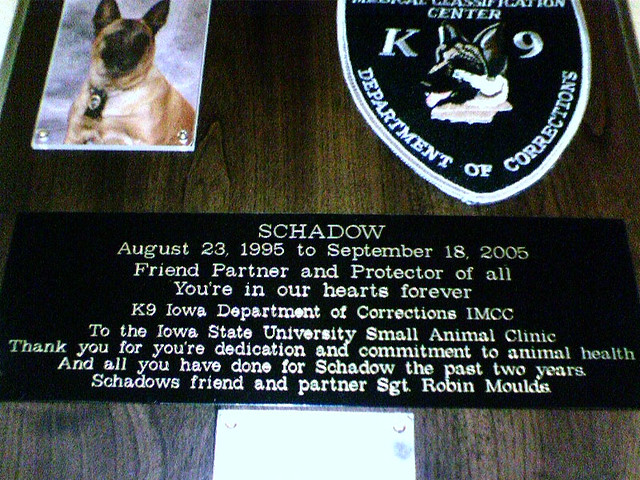 MEDICAL CLASSIFICATION
CENTER
K 9
DEPARTMENT OF CORRECTIONS
SCHADOW
August 23, 1995 to September 18, 2005
Friend Partner and Protector of all
You're in our hearts forever
K9 Iowa Department of Corrections IMCC
To the Iowa State University Small Animal Clinic
Thank you for you're dedication and commitment to animal health
And all you have done for Schadow the past two years.
Schadows friend and partner Sgt. Robin Moulds